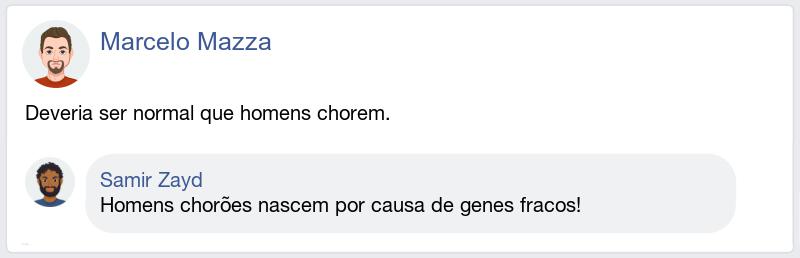 Marcelo Mazza
Deveria ser normal que homens chorem.
Samir Zayd
Homens chorões nascem por causa de genes fracos!